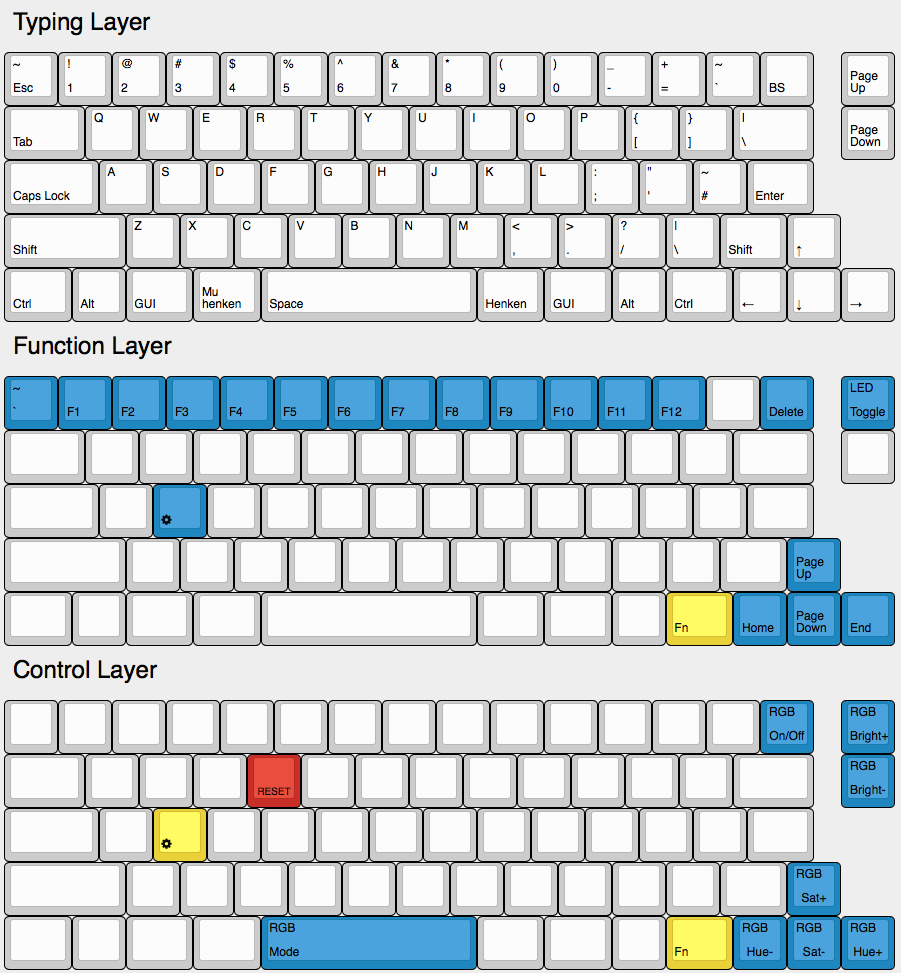 Typing Layer
~ ! @ # $ % ^ & * ( ) _ + ~
Esc 1 2 3 4 5 6 7 8 9 0 - = ` BS
Page
Up
Q W E R T Y U I O P { } |
Tab [ ] \
Page
Down
A S D F G H J K L : " ~
Caps Lock ; ' # Enter
Z X C V B N M < > ? |
Shift , . / \ Shift ↑
Mu
Ctrl Alt GUI henken Space Henken GUI Alt Ctrl ← ↓ →
Function Layer
~ LED
` F1 F2 F3 F4 F5 F6 F7 F8 F9 F10 F11 F12 Delete Toggle
Page
Up
Page
Fn Home Down End
Control Layer
RGB RGB
On/Off Bright+
RGB
RESET Bright-
RGB
Sat+
RGB RGB RGB RGB
Mode Fn Hue- Sat- Hue+